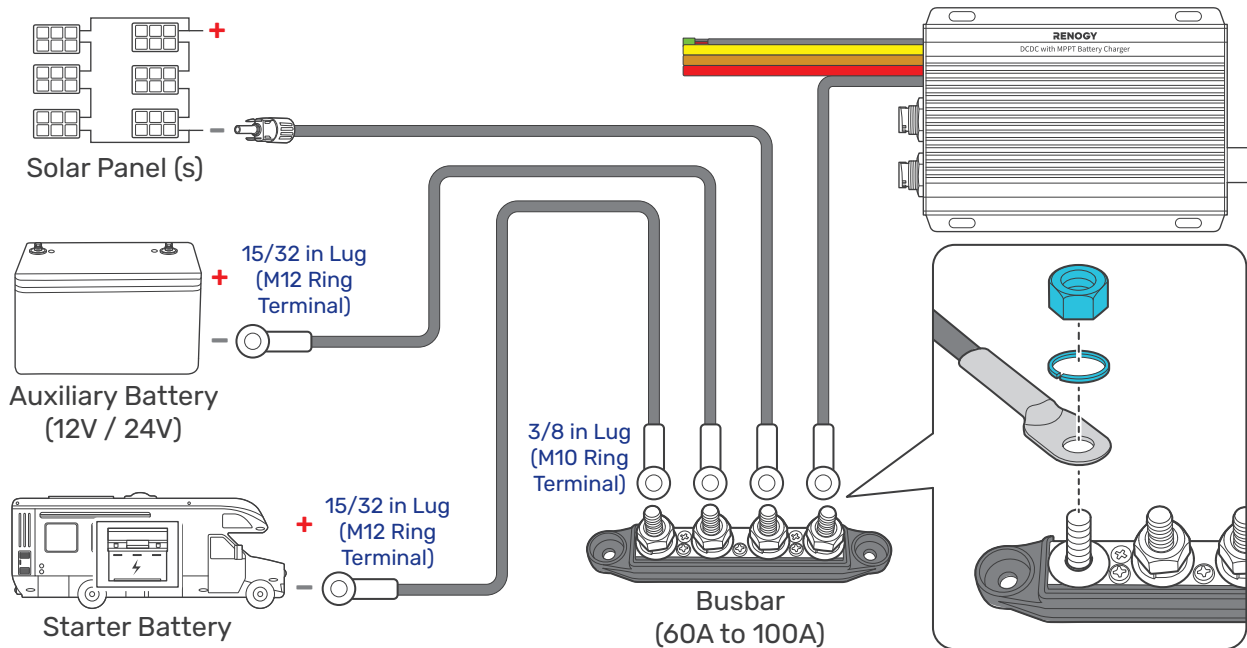 +
RENOGY
DCDC with MPPT Battery Charger
-
Solar Panel (s)
+
15/32 in Lug
(M12 Ring
Terminal)
-
Auxiliary Battery
(12V / 24V)
3/8 in Lug
(M10 Ring
Terminal)
+
15/32 in Lug
(M12 Ring
Terminal)
-
Starter Battery
Busbar
(60A to 100A)